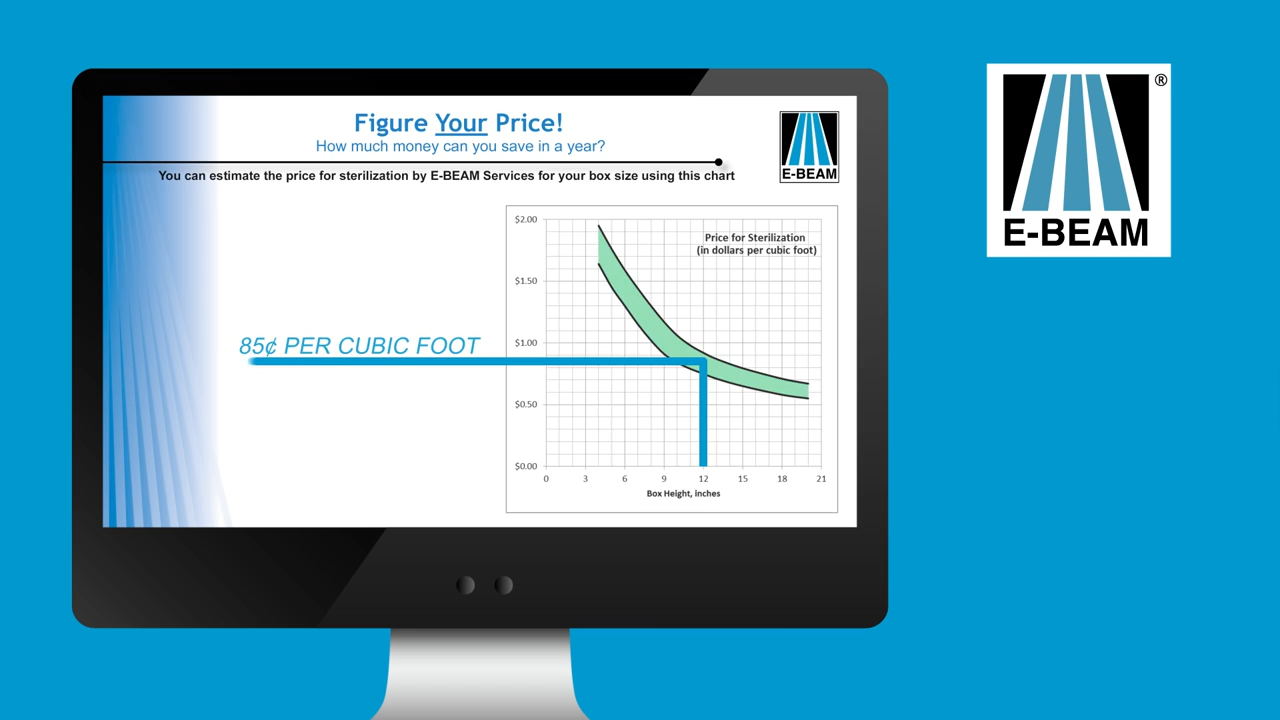 Figure Your Price!
How much money can you save in a year?
You can estimate the price for sterilization by E-BEAM Services for your box size using this chart
E-BEAM
®
E-BEAM
85¢ PER CUBIC FOOT
Price for Sterilization
(in dollars per cubic foot)
$2.00
$1.50
$1.00
$0.50
$0.00
0 3 6 9 12 15 18 21
Box Height, inches